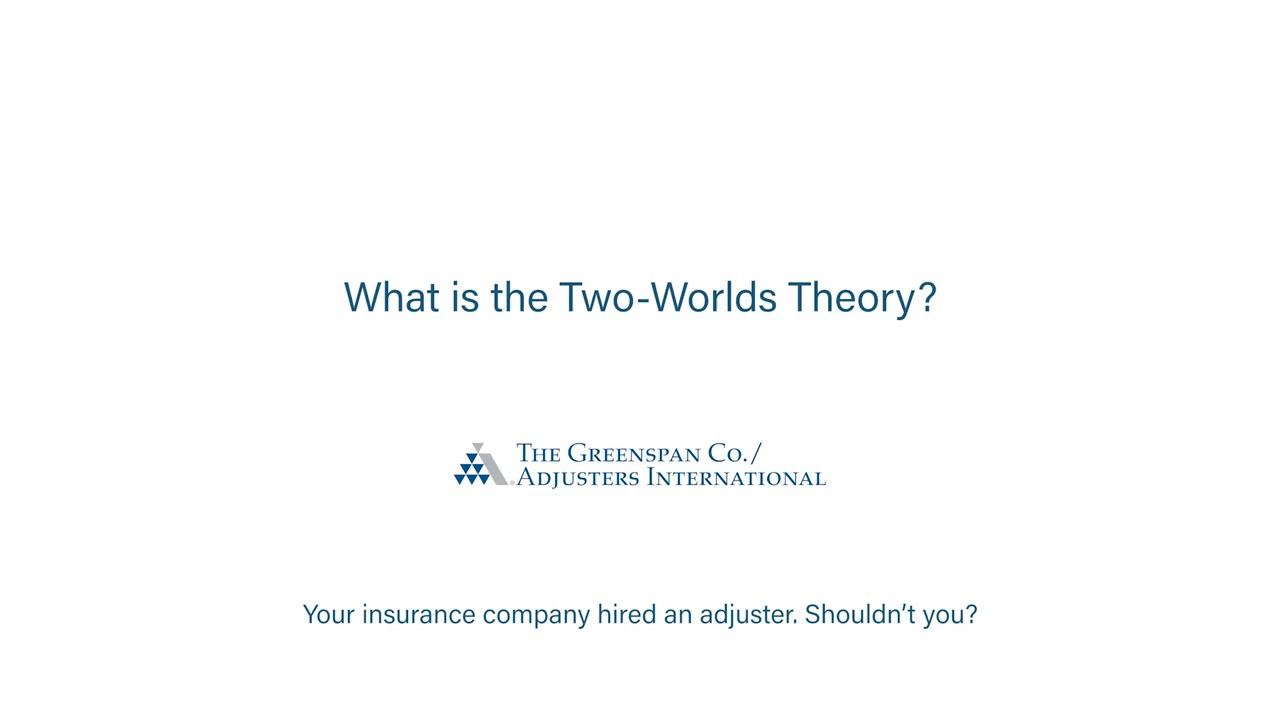 What is the Two-Worlds Theory?
The Greenspan Co./
® Adjusters International
Your insurance company hired an adjuster. Shouldn’t you?